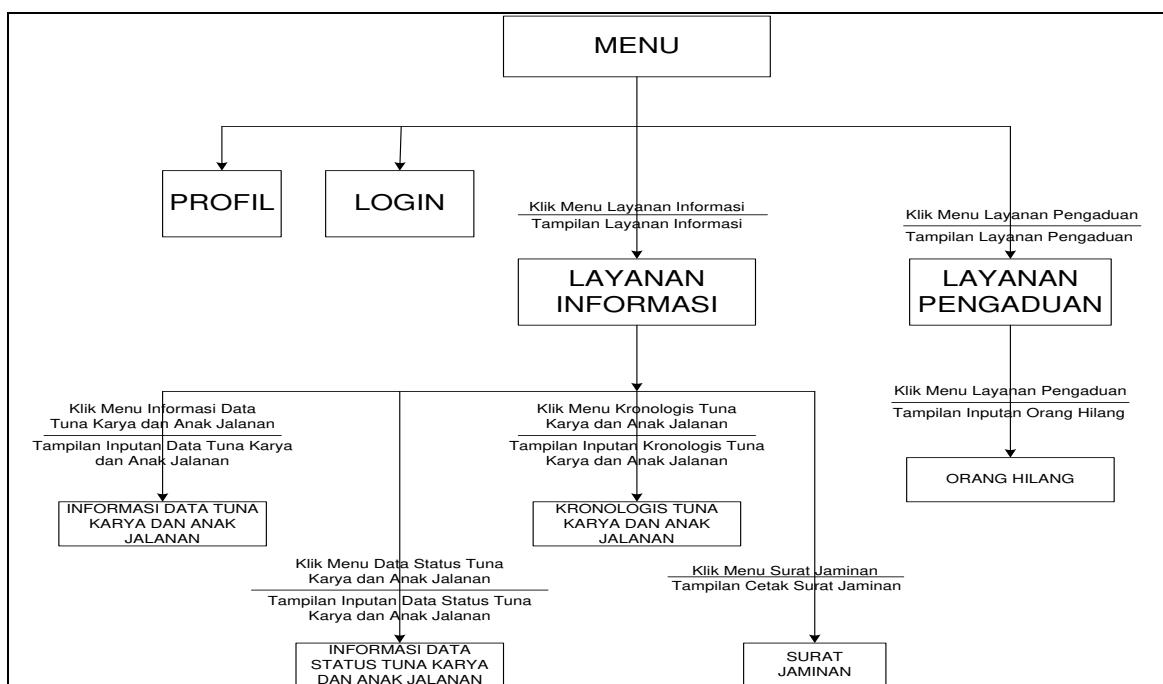 MENU
PROFIL
LOGIN
Klik Menu Layanan Informasi
Tampilan Layanan Informasi
Klik Menu Layanan Pengaduan
Tampilan Layanan Pengaduan
LAYANAN
INFORMASI
LAYANAN
PENGADUAN
Klik Menu Informasi Data
Tuna Karya dan Anak Jalanan
Tampilan Inputan Data Tuna Karya
dan Anak Jalanan
Klik Menu Kronologis Tuna
Karya dan Anak Jalanan
Tampilan Inputan Kronologis Tuna
Karya dan Anak Jalanan
Klik Menu Layanan Pengaduan
Tampilan Inputan Orang Hilang
INFORMASI DATA TUNA
KARYA DAN ANAK
JALANAN
KRONOLOGIS TUNA
KARYA DAN ANAK
JALANAN
ORANG HILANG
Klik Menu Data Status Tuna
Karya dan Anak Jalanan
Tampilan Inputan Data Status Tuna
Karya dan Anak Jalanan
Klik Menu Surat Jaminan
Tampilan Cetak Surat Jaminan
INFORMASI DATA
STATUS TUNA KARYA
DAN ANAK JALANAN
SURAT
JAMINAN